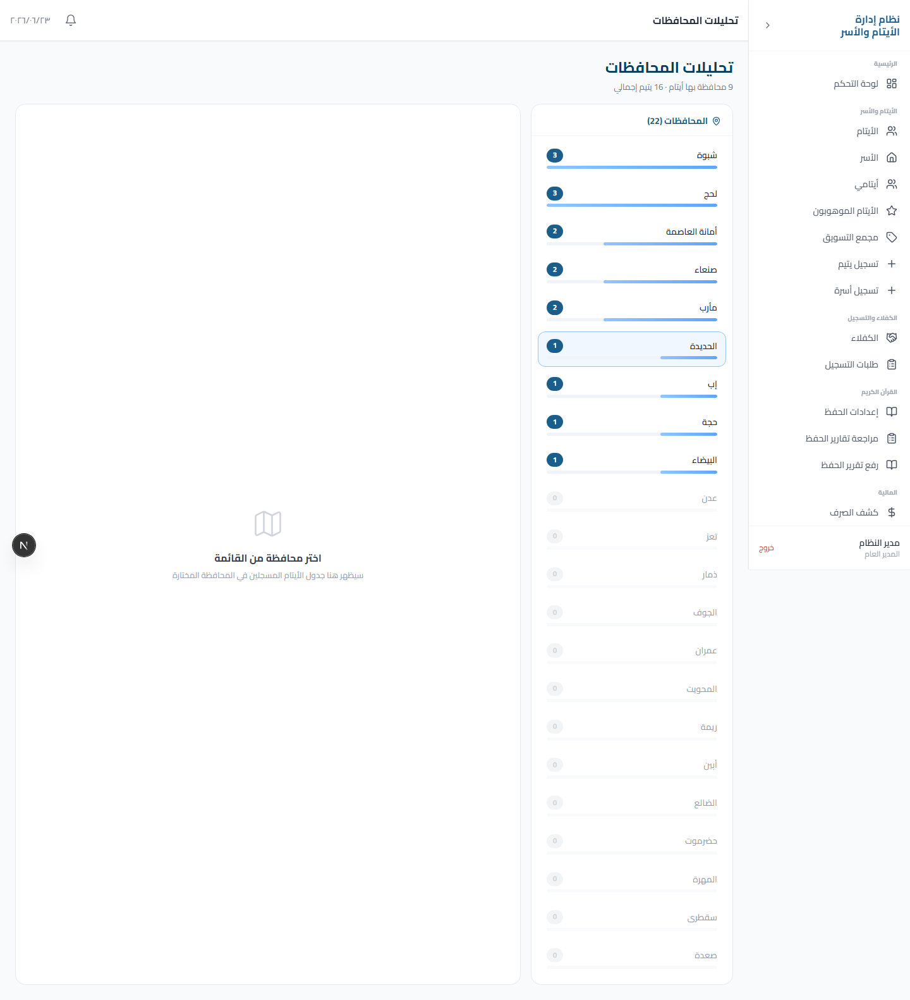 نظام إدارة
الأيتام والأسر
الرئيسية
لوحة التحكم
الأيتام والأسر
الأيتام
الأسر
أيتامي
الأيتام الموهوبون
مجمع التسويق
تسجيل يتيم
تسجيل أسرة
الكفلاء والتسجيل
الكفلاء
طلبات التسجيل
القرآن الكريم
إعدادات الحفظ
مراجعة تقارير الحفظ
رفع تقرير الحفظ
المالية
كشف الصرف
مدير النظام
المدير العام
خروج
تحليلات المحافظات
٢٠٢٦/٠٦/٢٣
تحليلات المحافظات
9 محافظة بها أيتام · 16 يتيم إجمالي
المحافظات (22)
شبوة 3
لحج 3
أمانة العاصمة 2
صنعاء 2
مأرب 2
الحديدة 1
إب 1
حجة 1
البيضاء 1
عدن 0
تعز 0
ذمار 0
الجوف 0
عمران 0
المحويت 0
ريمة 0
أبين 0
الضالع 0
حضرموت 0
المهرة 0
سقطرى 0
صعدة 0
اختر محافظة من القائمة
سيظهر هنا جدول الأيتام المسجلين في المحافظة المختارة
N